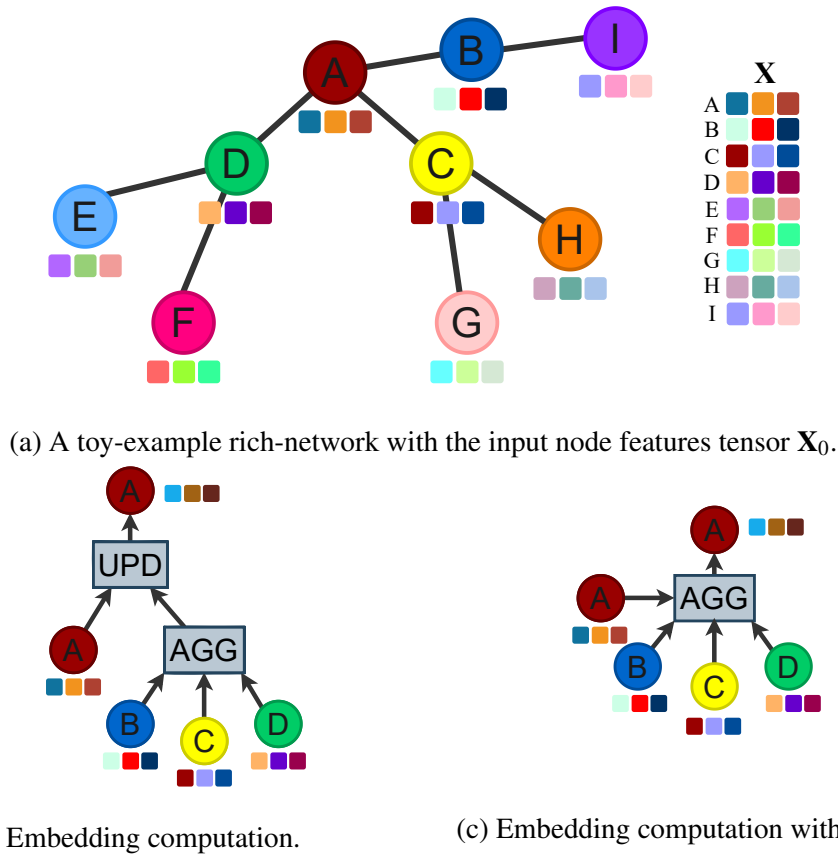 A
B
I
D
C
E
H
F
G
X
A
B
C
D
E
F
G
H
I
(a) A toy-example rich-network with the input node features tensor X₀.
A
UPD
A
AGG
B
C
D
A
A
AGG
B
C
D
Embedding computation.
(c) Embedding computation with